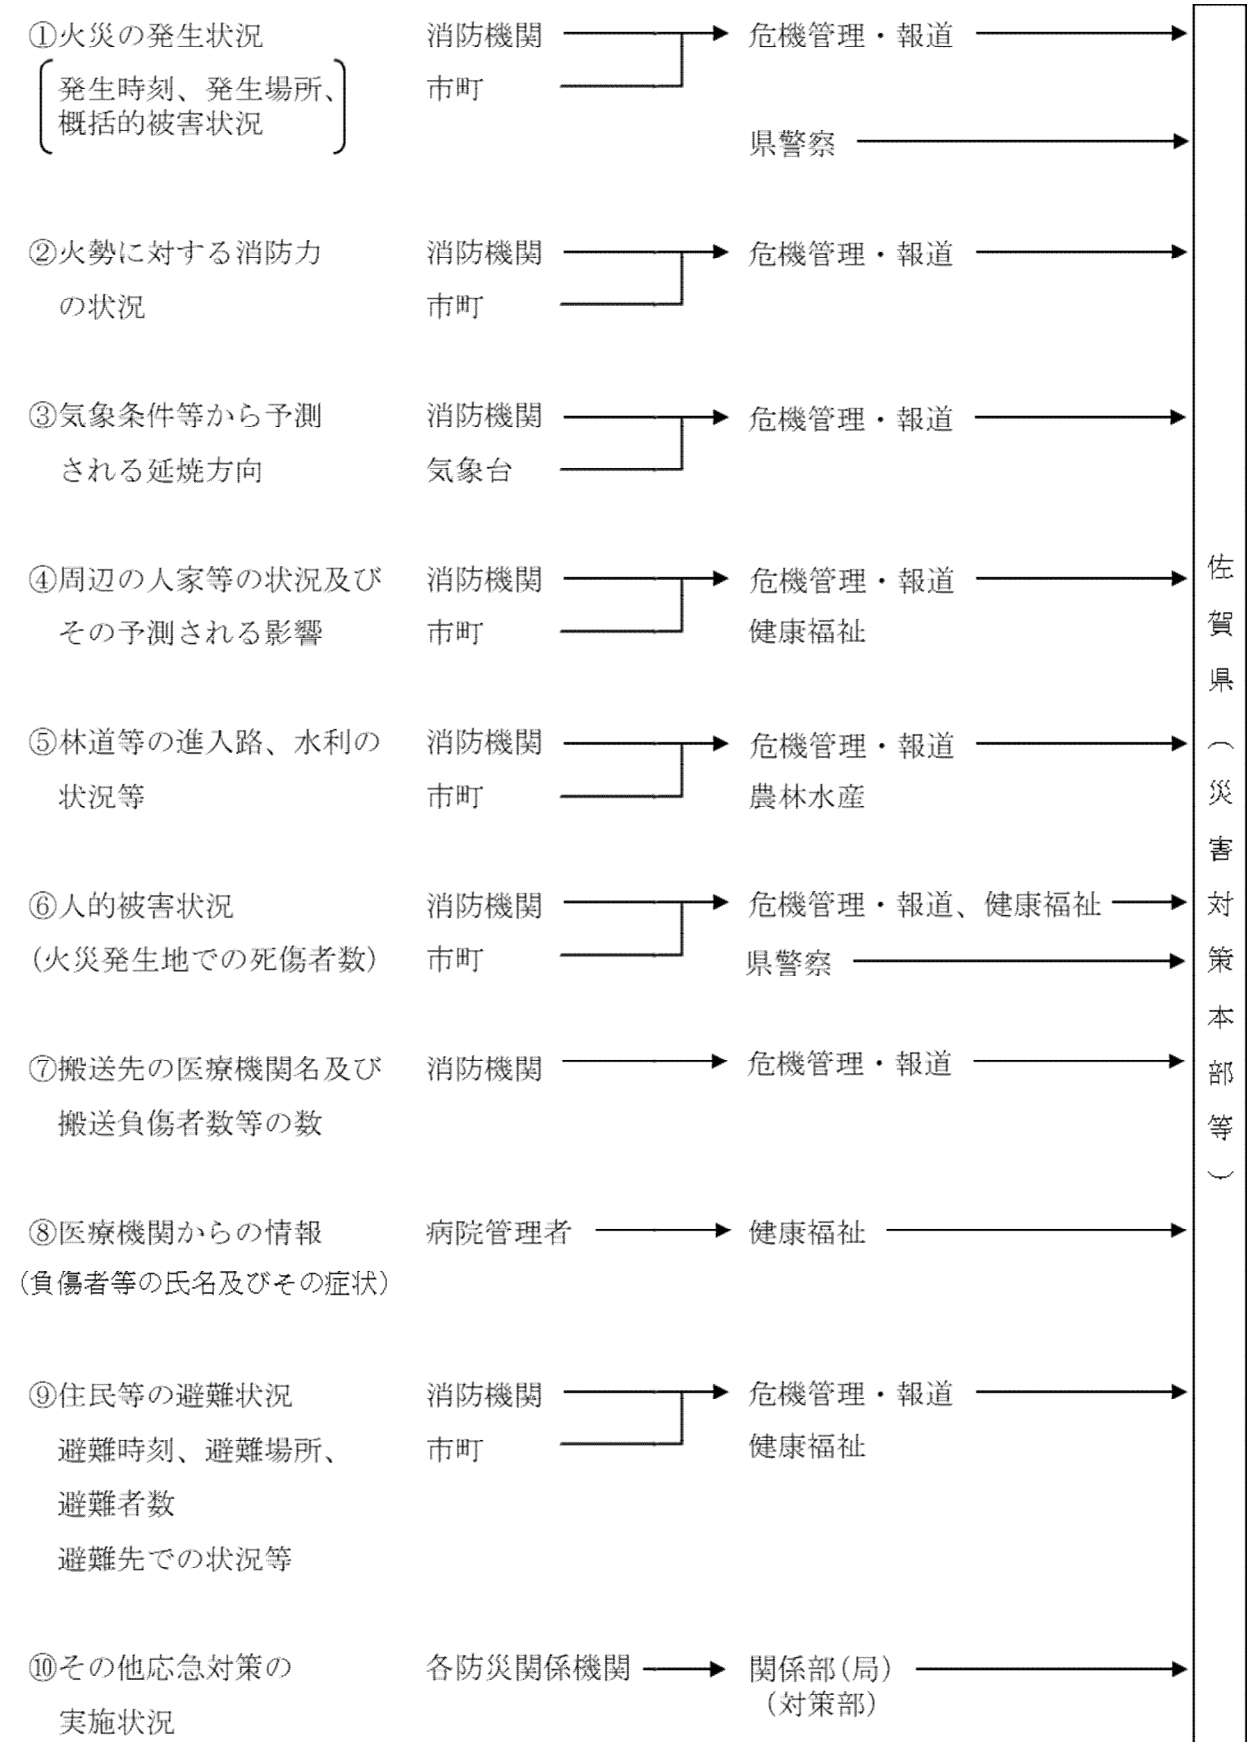 ①火災の発生状況 消防機関 危機管理・報道
発生時刻、発生場所、 市町
概括的被害状況
県警察
②火勢に対する消防力 消防機関 危機管理・報道
の状況 市町
③気象条件等から予測 消防機関 危機管理・報道
される延焼方向 気象台
④周辺の人家等の状況及び 消防機関 危機管理・報道
その予測される影響 市町 健康福祉
⑤林道等の進入路、水利の 消防機関 危機管理・報道
状況等 市町 農林水産
⑥人的被害状況 消防機関 危機管理・報道、健康福祉
(火災発生地での死傷者数) 市町 県警察
⑦搬送先の医療機関名及び 消防機関 危機管理・報道
搬送負傷者数等の数
⑧医療機関からの情報 病院管理者 健康福祉
(負傷者等の氏名及びその症状)
⑨住民等の避難状況 消防機関 危機管理・報道
避難時刻、避難場所、 市町 健康福祉
避難者数
避難先での状況等
⑩その他応急対策の 各防災関係機関 関係部(局)
(対策部)
実施状況
佐賀県(災害対策本部等)